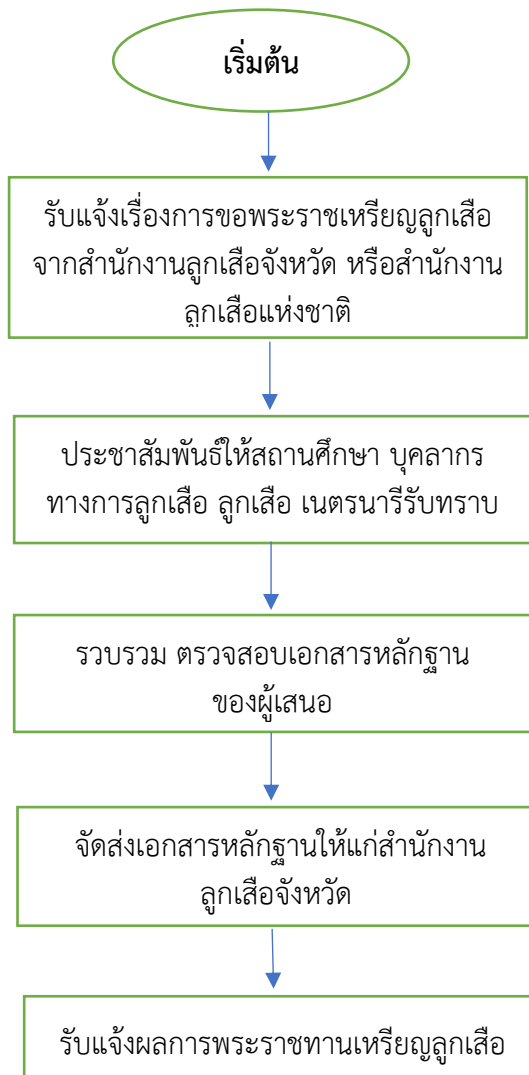 เริ่มต้น
รับแจ้งเรื่องการขอพระราชเหรียญลูกเสือ
จากสำนักงานลูกเสือจังหวัด หรือสำนักงาน
ลูกเสือแห่งชาติ
ประชาสัมพันธ์ให้สถานศึกษา บุคลากร
ทางการลูกเสือ ลูกเสือ เนตรนารีรับทราบ
รวบรวม ตรวจสอบเอกสารหลักฐาน
ของผู้เสนอ
จัดส่งเอกสารหลักฐานให้แก่สำนักงาน
ลูกเสือจังหวัด
รับแจ้งผลการพระราชทานเหรียญลูกเสือ